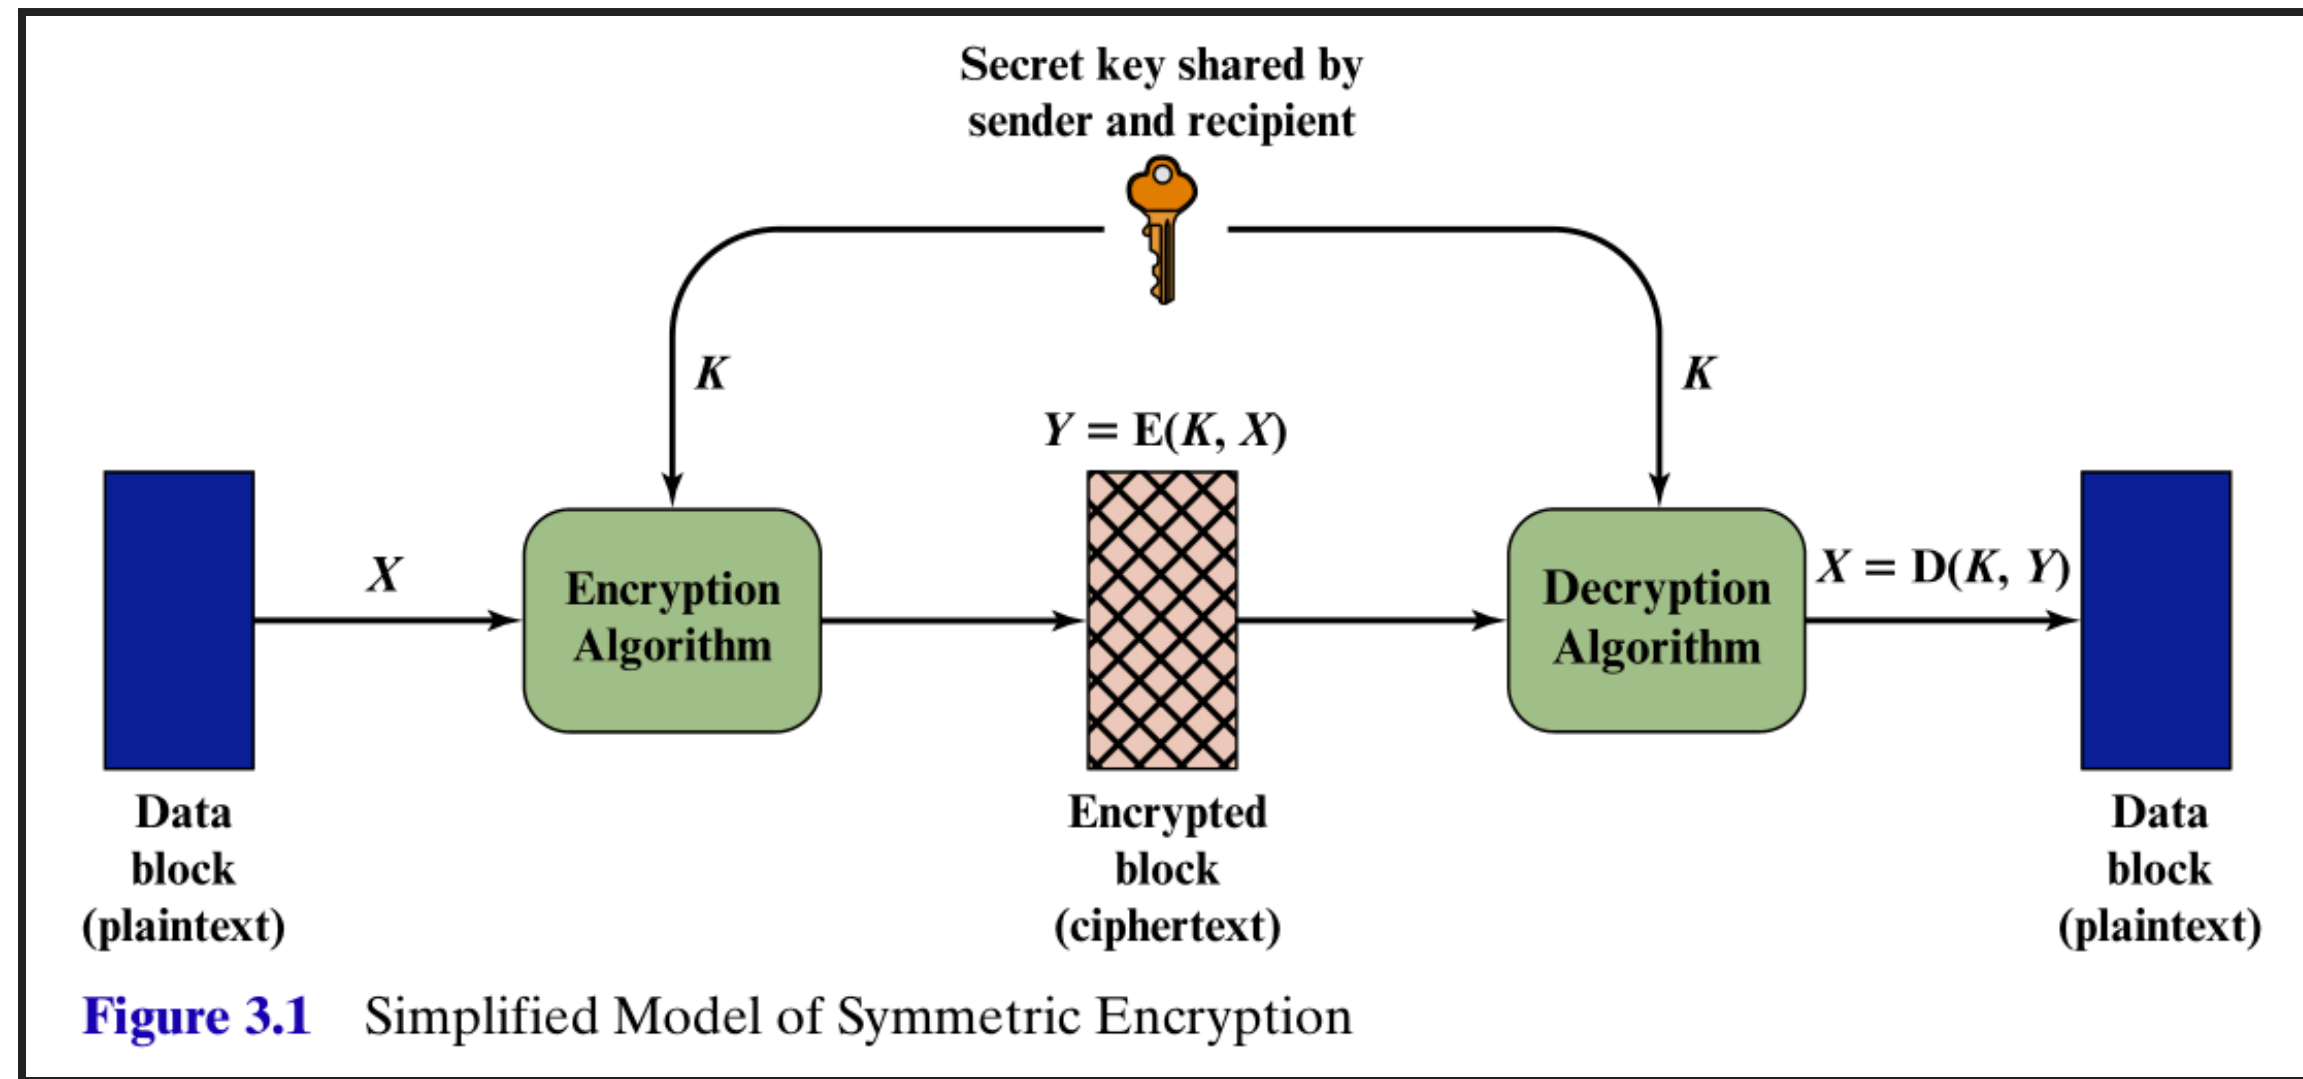 Secret key shared by
sender and recipient
K
K
Y = E(K, X)
X
Encryption
Algorithm
Decryption
Algorithm
X = D(K, Y)
Data
block
(plaintext)
Encrypted
block
(ciphertext)
Data
block
(plaintext)
Figure 3.1 Simplified Model of Symmetric Encryption